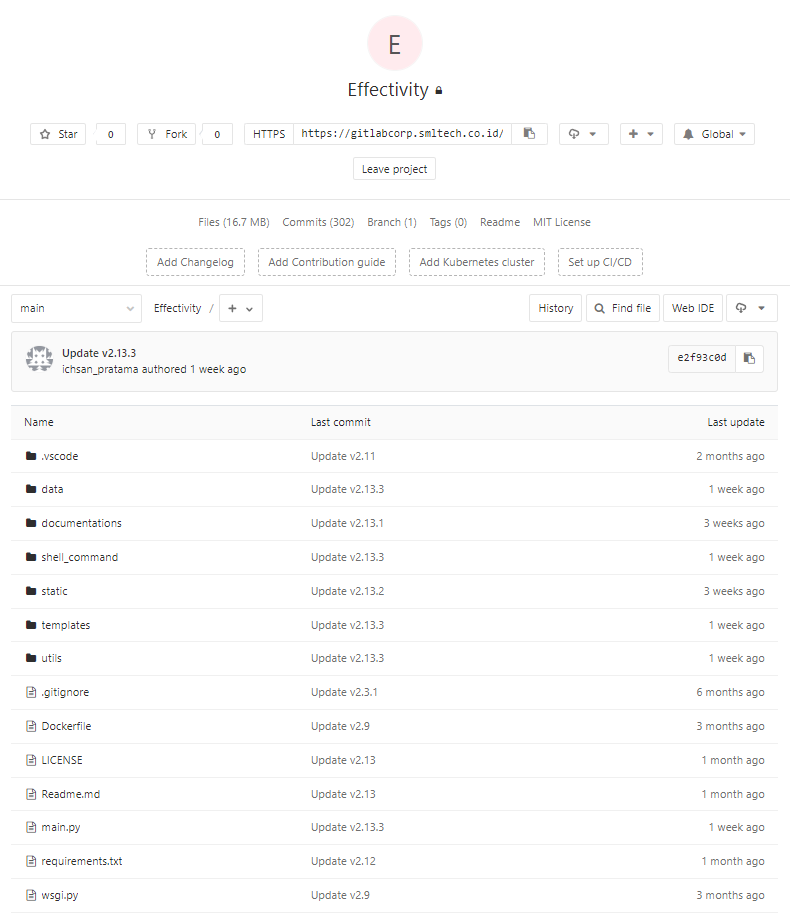 E
Effectivity
Star 0 Fork 0 HTTPS https://gitlabcorp.smltech.co.id/ Global
Leave project
Files (16.7 MB) Commits (302) Branch (1) Tags (0) Readme MIT License
Add Changelog Add Contribution guide Add Kubernetes cluster Set up CI/CD
main Effectivity / + History Find file Web IDE
Update v2.13.3
ichsan_pratama authored 1 week ago e2f93c0d
Name Last commit Last update
.vscode Update v2.11 2 months ago
data Update v2.13.3 1 week ago
documentations Update v2.13.1 3 weeks ago
shell_command Update v2.13.3 1 week ago
static Update v2.13.2 3 weeks ago
templates Update v2.13.3 1 week ago
utils Update v2.13.3 1 week ago
.gitignore Update v2.3.1 6 months ago
Dockerfile Update v2.9 3 months ago
LICENSE Update v2.13 1 month ago
Readme.md Update v2.13 1 month ago
main.py Update v2.13.3 1 week ago
requirements.txt Update v2.12 1 month ago
wsgi.py Update v2.9 3 months ago